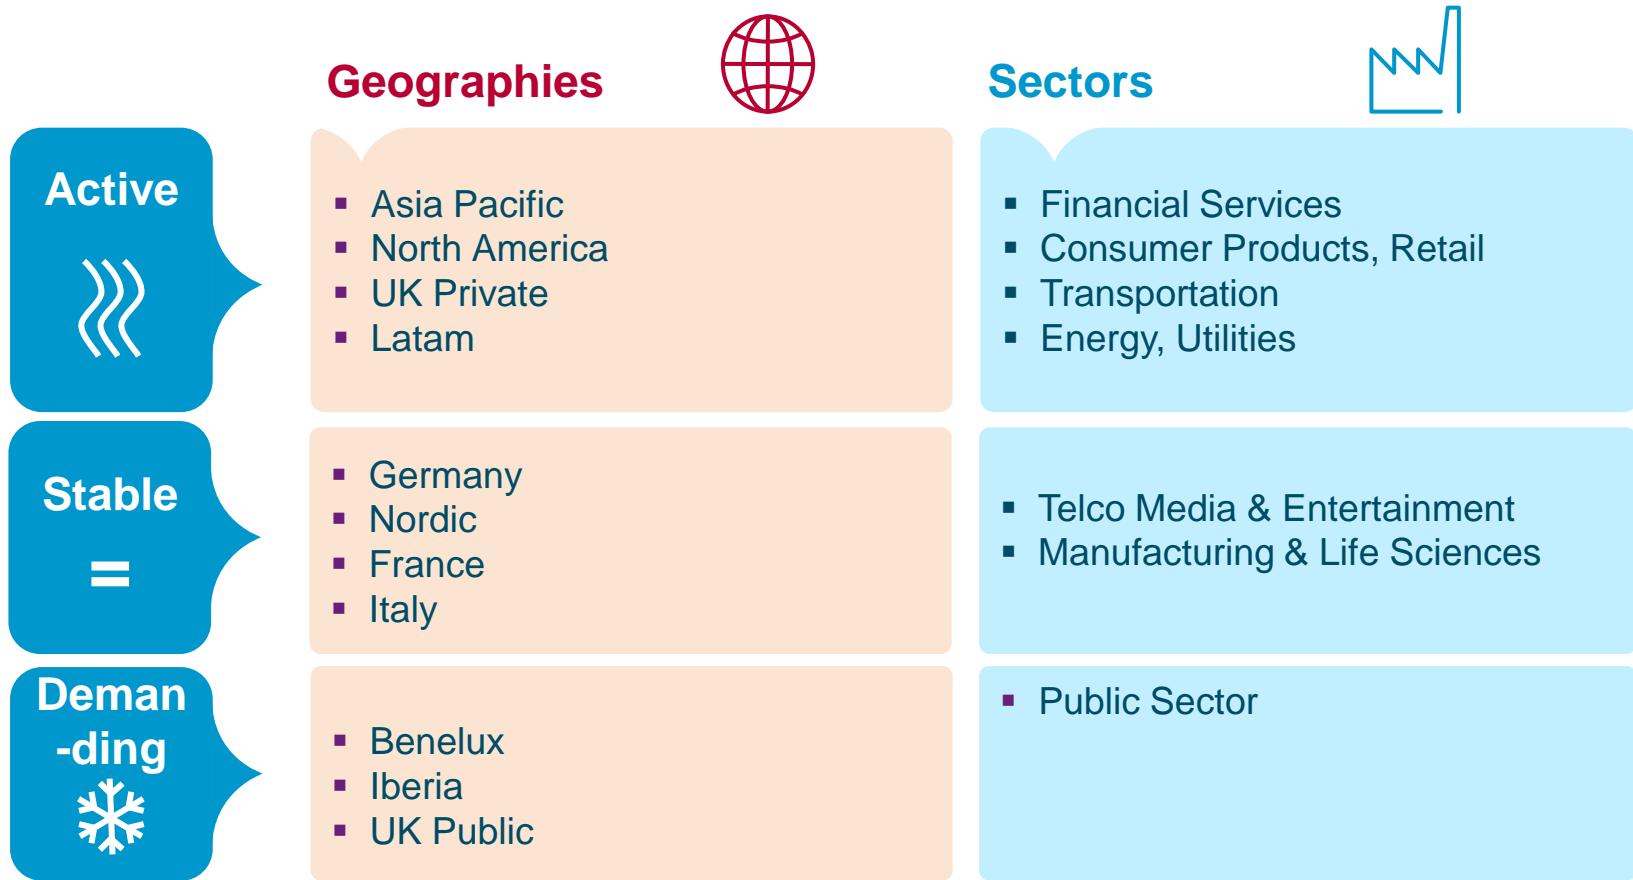 Geographies
Sectors
Active
▪ Asia Pacific
▪ North America
▪ UK Private
▪ Latam
▪ Financial Services
▪ Consumer Products, Retail
▪ Transportation
▪ Energy, Utilities
Stable
=
▪ Germany
▪ Nordic
▪ France
▪ Italy
▪ Telco Media & Entertainment
▪ Manufacturing & Life Sciences
Deman
-ding
▪ Benelux
▪ Iberia
▪ UK Public
▪ Public Sector